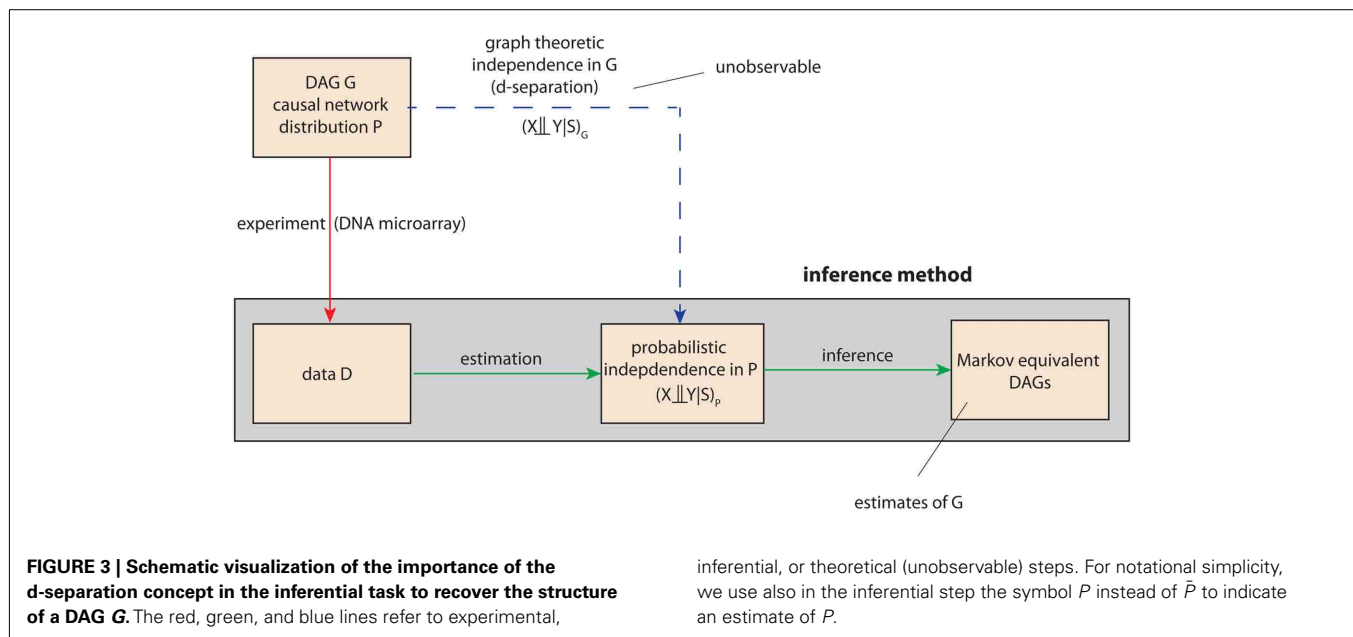 graph theoretic
independence in G
(d-separation)
unobservable
DAG G
causal network
distribution P
(X⫫Y|S)G
experiment (DNA microarray)
inference method
data D
estimation
probabilistic
indepdendence in P
(X⫫Y|S)P
inference
Markov equivalent
DAGs
estimates of G
FIGURE 3 | Schematic visualization of the importance of the
d-separation concept in the inferential task to recover the structure
of a DAG G. The red, green, and blue lines refer to experimental,
inferential, or theoretical (unobservable) steps. For notational simplicity,
we use also in the inferential step the symbol P instead of P̄ to indicate
an estimate of P.